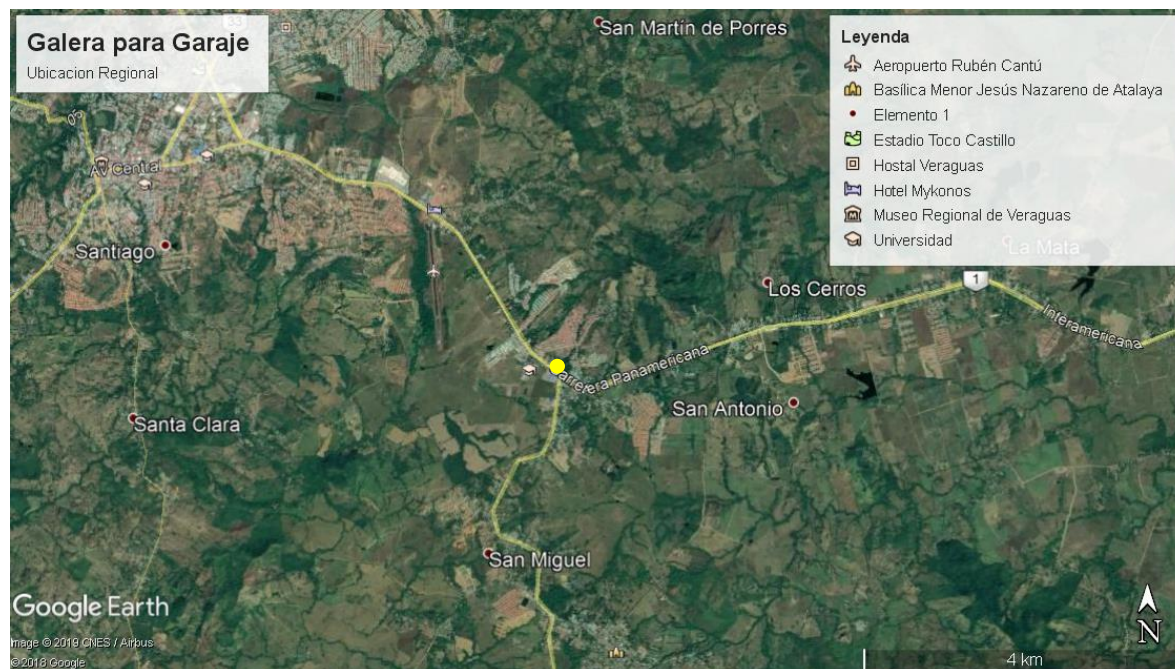 Galera para Garaje
Ubicacion Regional
33
San Martín de Porres
Leyenda
Aeropuerto Rubén Cantú
Basílica Menor Jesús Nazareno de Atalaya
Elemento 1
Estadio Toco Castillo
Hostal Veraguas
Hotel Mykonos
Museo Regional de Veraguas
Universidad
Av Central
Santiago
La Mata
1
Los Cerros
Interamericana
Carretera Panamericana
San Antonio
Santa Clara
San Miguel
Google Earth
Image © 2019 CNES / Airbus
©2018 Google
4 km
N